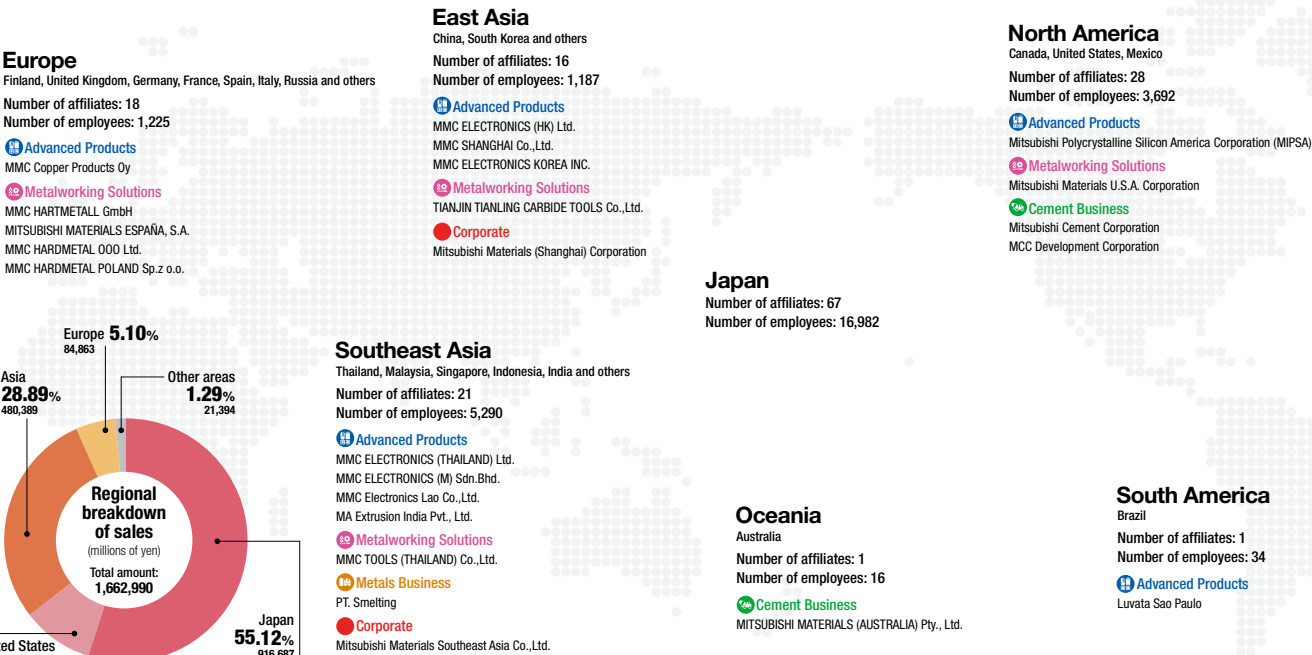 Europe
Finland, United Kingdom, Germany, France, Spain, Italy, Russia and others
Number of affiliates: 18
Number of employees: 1,225
Advanced Products
MMC Copper Products Oy
Metalworking Solutions
MMC HARTMETALL GmbH
MITSUBISHI MATERIALS ESPAÑA, S.A.
MMC HARDMETAL OOO Ltd.
MMC HARDMETAL POLAND Sp.z o.o.
East Asia
China, South Korea and others
Number of affiliates: 16
Number of employees: 1,187
Advanced Products
MMC ELECTRONICS (HK) Ltd.
MMC SHANGHAI Co.,Ltd.
MMC ELECTRONICS KOREA INC.
Metalworking Solutions
TIANJIN TIANLING CARBIDE TOOLS Co.,Ltd.
Corporate
Mitsubishi Materials (Shanghai) Corporation
North America
Canada, United States, Mexico
Number of affiliates: 28
Number of employees: 3,692
Advanced Products
Mitsubishi Polycrystalline Silicon America Corporation (MIPSA)
Metalworking Solutions
Mitsubishi Materials U.S.A. Corporation
Cement Business
Mitsubishi Cement Corporation
MCC Development Corporation
Japan
Number of affiliates: 67
Number of employees: 16,982
Europe 5.10%
84,863
Asia
28.89%
480,389
Other areas
1.29%
21,394
Regional
breakdown
of sales
(millions of yen)
Total amount:
1,662,990
Japan
55.12%
916,687
ted States
Southeast Asia
Thailand, Malaysia, Singapore, Indonesia, India and others
Number of affiliates: 21
Number of employees: 5,290
Advanced Products
MMC ELECTRONICS (THAILAND) Ltd.
MMC ELECTRONICS (M) Sdn.Bhd.
MMC Electronics Lao Co.,Ltd.
MA Extrusion India Pvt., Ltd.
Metalworking Solutions
MMC TOOLS (THAILAND) Co.,Ltd.
Metals Business
PT. Smelting
Corporate
Mitsubishi Materials Southeast Asia Co.,Ltd.
Oceania
Australia
Number of affiliates: 1
Number of employees: 16
Cement Business
MITSUBISHI MATERIALS (AUSTRALIA) Pty., Ltd.
South America
Brazil
Number of affiliates: 1
Number of employees: 34
Advanced Products
Luvata Sao Paulo